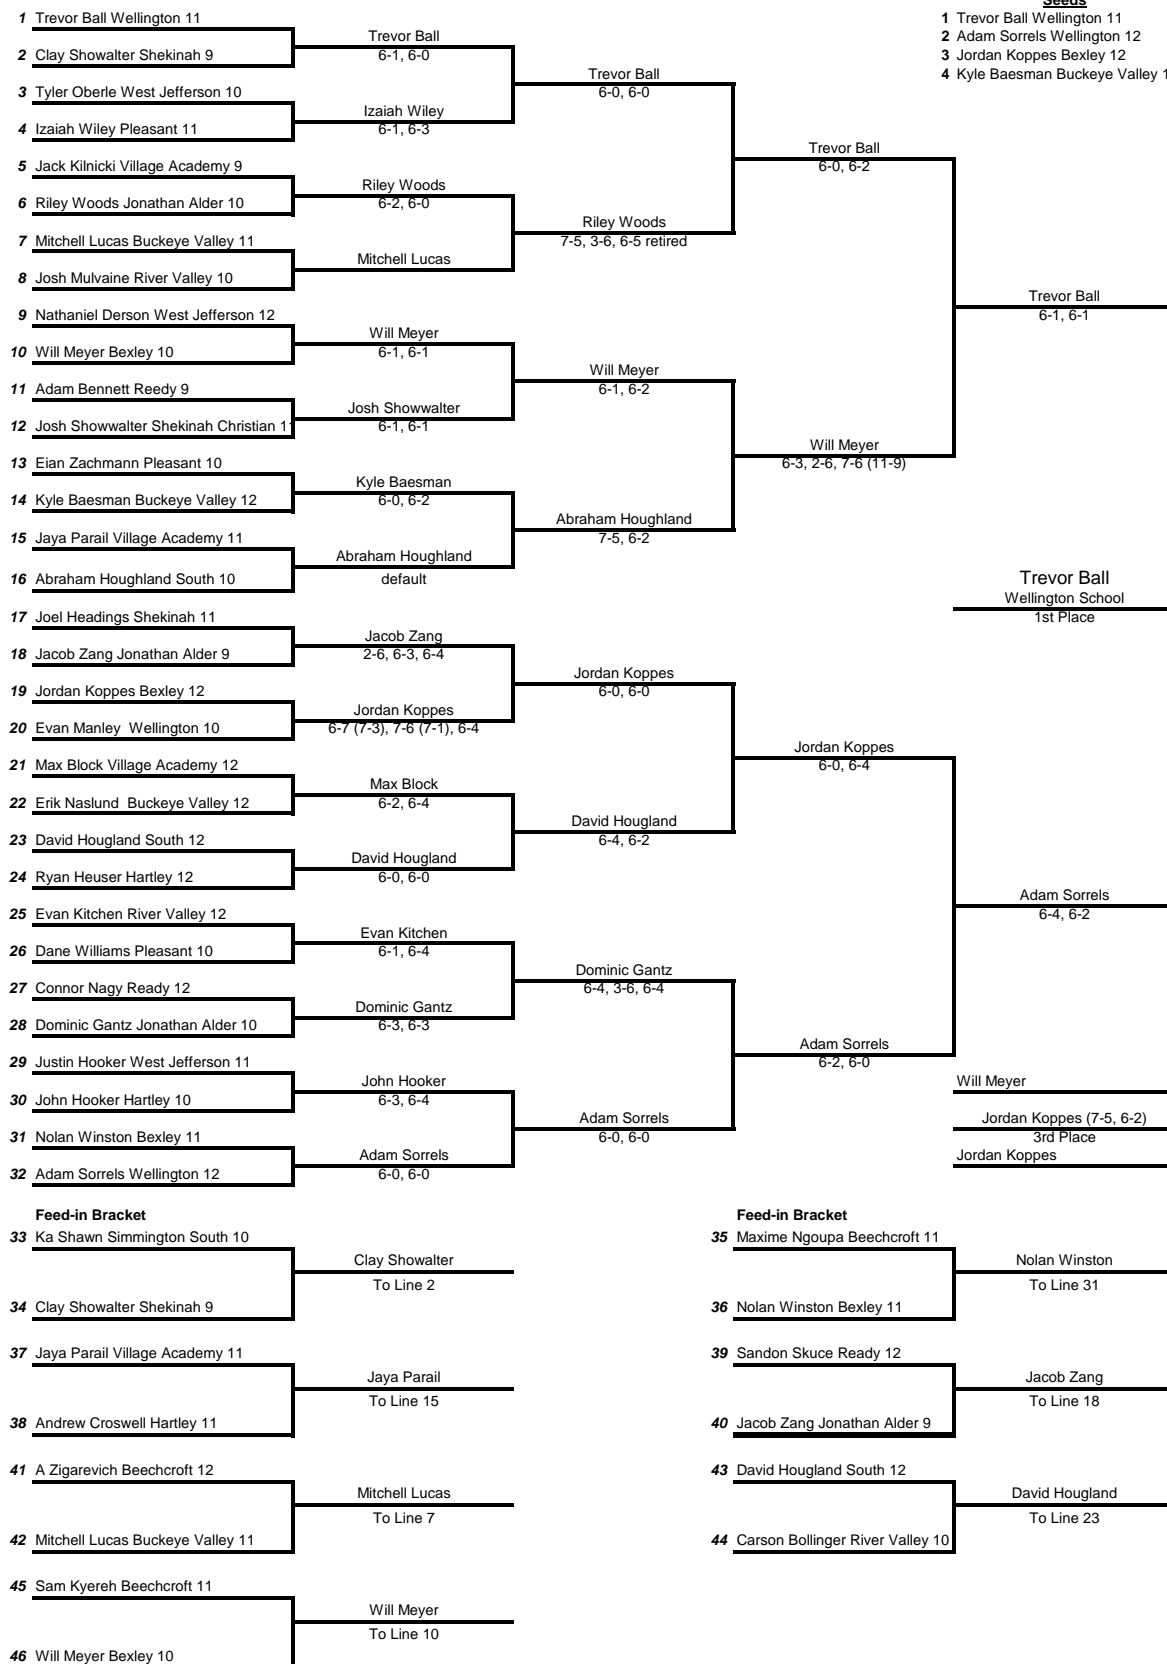 Seeds
1 Trevor Ball Wellington 11
2 Adam Sorrels Wellington 12
3 Jordan Koppes Bexley 12
4 Kyle Baesman Buckeye Valley 1
1 Trevor Ball Wellington 11
2 Clay Showalter Shekinah 9
3 Tyler Oberle West Jefferson 10
4 Izaiah Wiley Pleasant 11
5 Jack Kilnicki Village Academy 9
6 Riley Woods Jonathan Alder 10
7 Mitchell Lucas Buckeye Valley 11
8 Josh Mulvaine River Valley 10
9 Nathaniel Derson West Jefferson 12
10 Will Meyer Bexley 10
11 Adam Bennett Reedy 9
12 Josh Showwalter Shekinah Christian 11
13 Eian Zachmann Pleasant 10
14 Kyle Baesman Buckeye Valley 12
15 Jaya Parail Village Academy 11
16 Abraham Houghland South 10
17 Joel Headings Shekinah 11
18 Jacob Zang Jonathan Alder 9
19 Jordan Koppes Bexley 12
20 Evan Manley  Wellington 10
21 Max Block Village Academy 12
22 Erik Naslund  Buckeye Valley 12
23 David Hougland South 12
24 Ryan Heuser Hartley 12
25 Evan Kitchen River Valley 12
26 Dane Williams Pleasant 10
27 Connor Nagy Ready 12
28 Dominic Gantz Jonathan Alder 10
29 Justin Hooker West Jefferson 11
30 John Hooker Hartley 10
31 Nolan Winston Bexley 11
32 Adam Sorrels Wellington 12
Trevor Ball
6-1, 6-0
Izaiah Wiley
6-1, 6-3
Riley Woods
6-2, 6-0
Mitchell Lucas
Will Meyer
6-1, 6-1
Josh Showwalter
6-1, 6-1
Kyle Baesman
6-0, 6-2
Abraham Houghland
default
Jacob Zang
2-6, 6-3, 6-4
Jordan Koppes
6-7 (7-3), 7-6 (7-1), 6-4
Max Block
6-2, 6-4
David Hougland
6-0, 6-0
Evan Kitchen
6-1, 6-4
Dominic Gantz
6-3, 6-3
John Hooker
6-3, 6-4
Adam Sorrels
6-0, 6-0
Trevor Ball
6-0, 6-0
Riley Woods
7-5, 3-6, 6-5 retired
Will Meyer
6-1, 6-2
Abraham Houghland
7-5, 6-2
Jordan Koppes
6-0, 6-0
David Hougland
6-4, 6-2
Dominic Gantz
6-4, 3-6, 6-4
Adam Sorrels
6-0, 6-0
Trevor Ball
6-0, 6-2
Will Meyer
6-3, 2-6, 7-6 (11-9)
Jordan Koppes
6-0, 6-4
Adam Sorrels
6-2, 6-0
Trevor Ball
6-1, 6-1
Trevor Ball
Wellington School
1st Place
Adam Sorrels
6-4, 6-2
Will Meyer
Jordan Koppes (7-5, 6-2)
3rd Place
Jordan Koppes
Feed-in Bracket
33 Ka Shawn Simmington South 10
Clay Showalter
To Line 2
34 Clay Showalter Shekinah 9
37 Jaya Parail Village Academy 11
Jaya Parail
To Line 15
38 Andrew Croswell Hartley 11
41 A Zigarevich Beechcroft 12
Mitchell Lucas
To Line 7
42 Mitchell Lucas Buckeye Valley 11
45 Sam Kyereh Beechcroft 11
Will Meyer
To Line 10
46 Will Meyer Bexley 10
Feed-in Bracket
35 Maxime Ngoupa Beechcroft 11
Nolan Winston
To Line 31
36 Nolan Winston Bexley 11
39 Sandon Skuce Ready 12
Jacob Zang
To Line 18
40 Jacob Zang Jonathan Alder 9
43 David Hougland South 12
David Hougland
To Line 23
44 Carson Bollinger River Valley 10